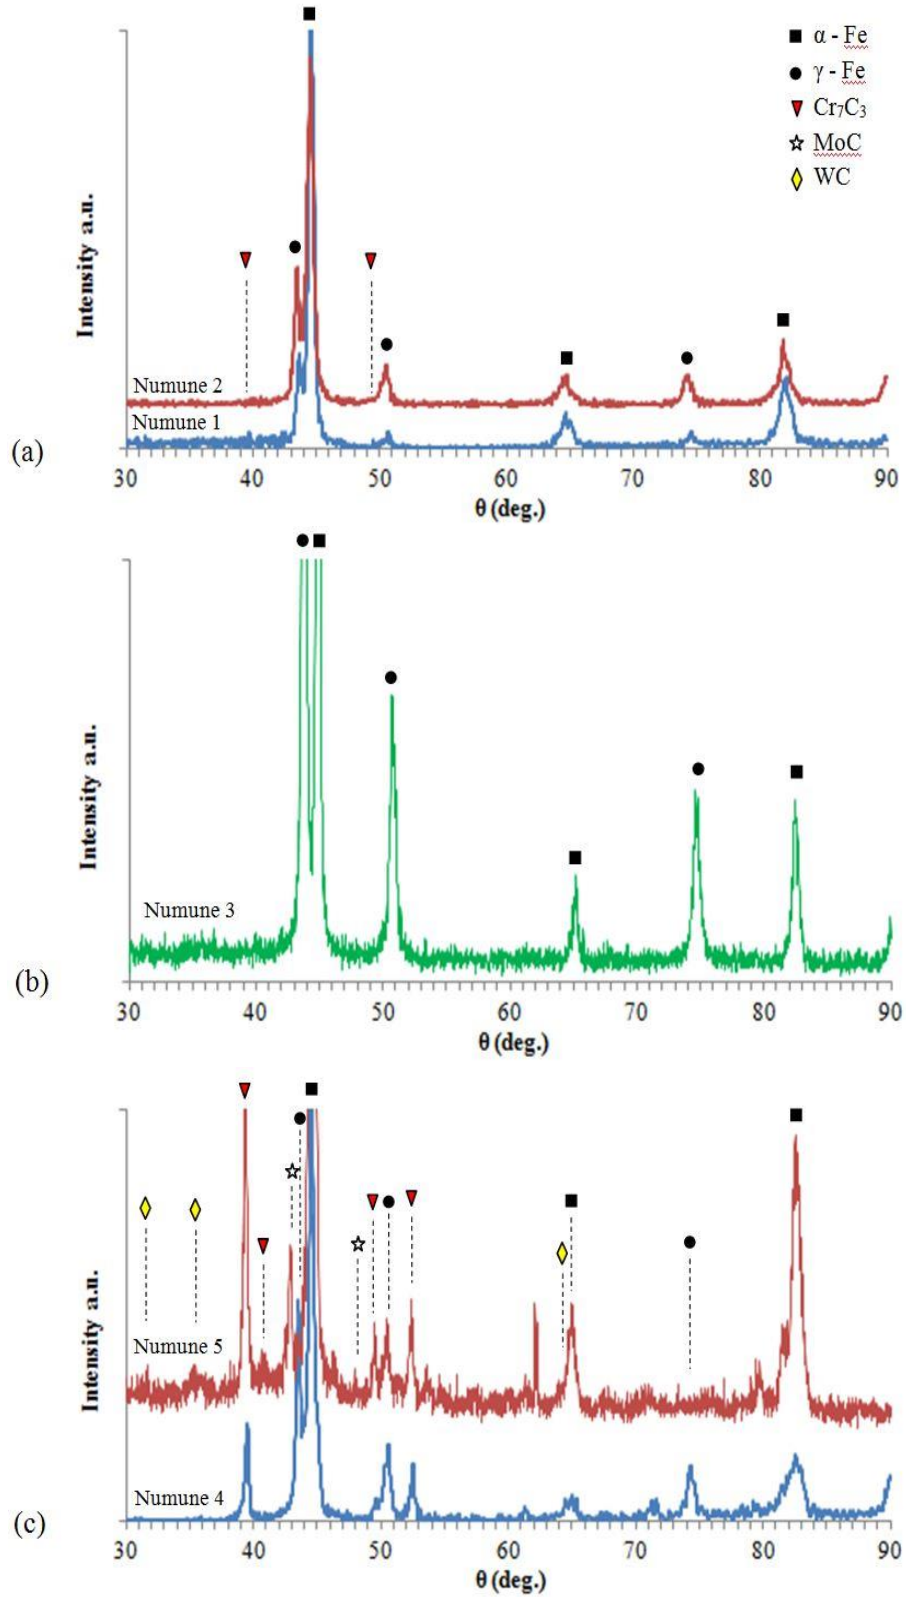 α - Fe
γ - Fe
Cr₇C₃
MoC
WC
Intensity a.u.
Numune 2
Numune 1
(a)
30 40 50 60 70 80 90
θ (deg.)
Intensity a.u.
Numune 3
(b)
30 40 50 60 70 80 90
θ (deg.)
Intensity a.u.
Numune 5
Numune 4
(c)
30 40 50 60 70 80 90
θ (deg.)